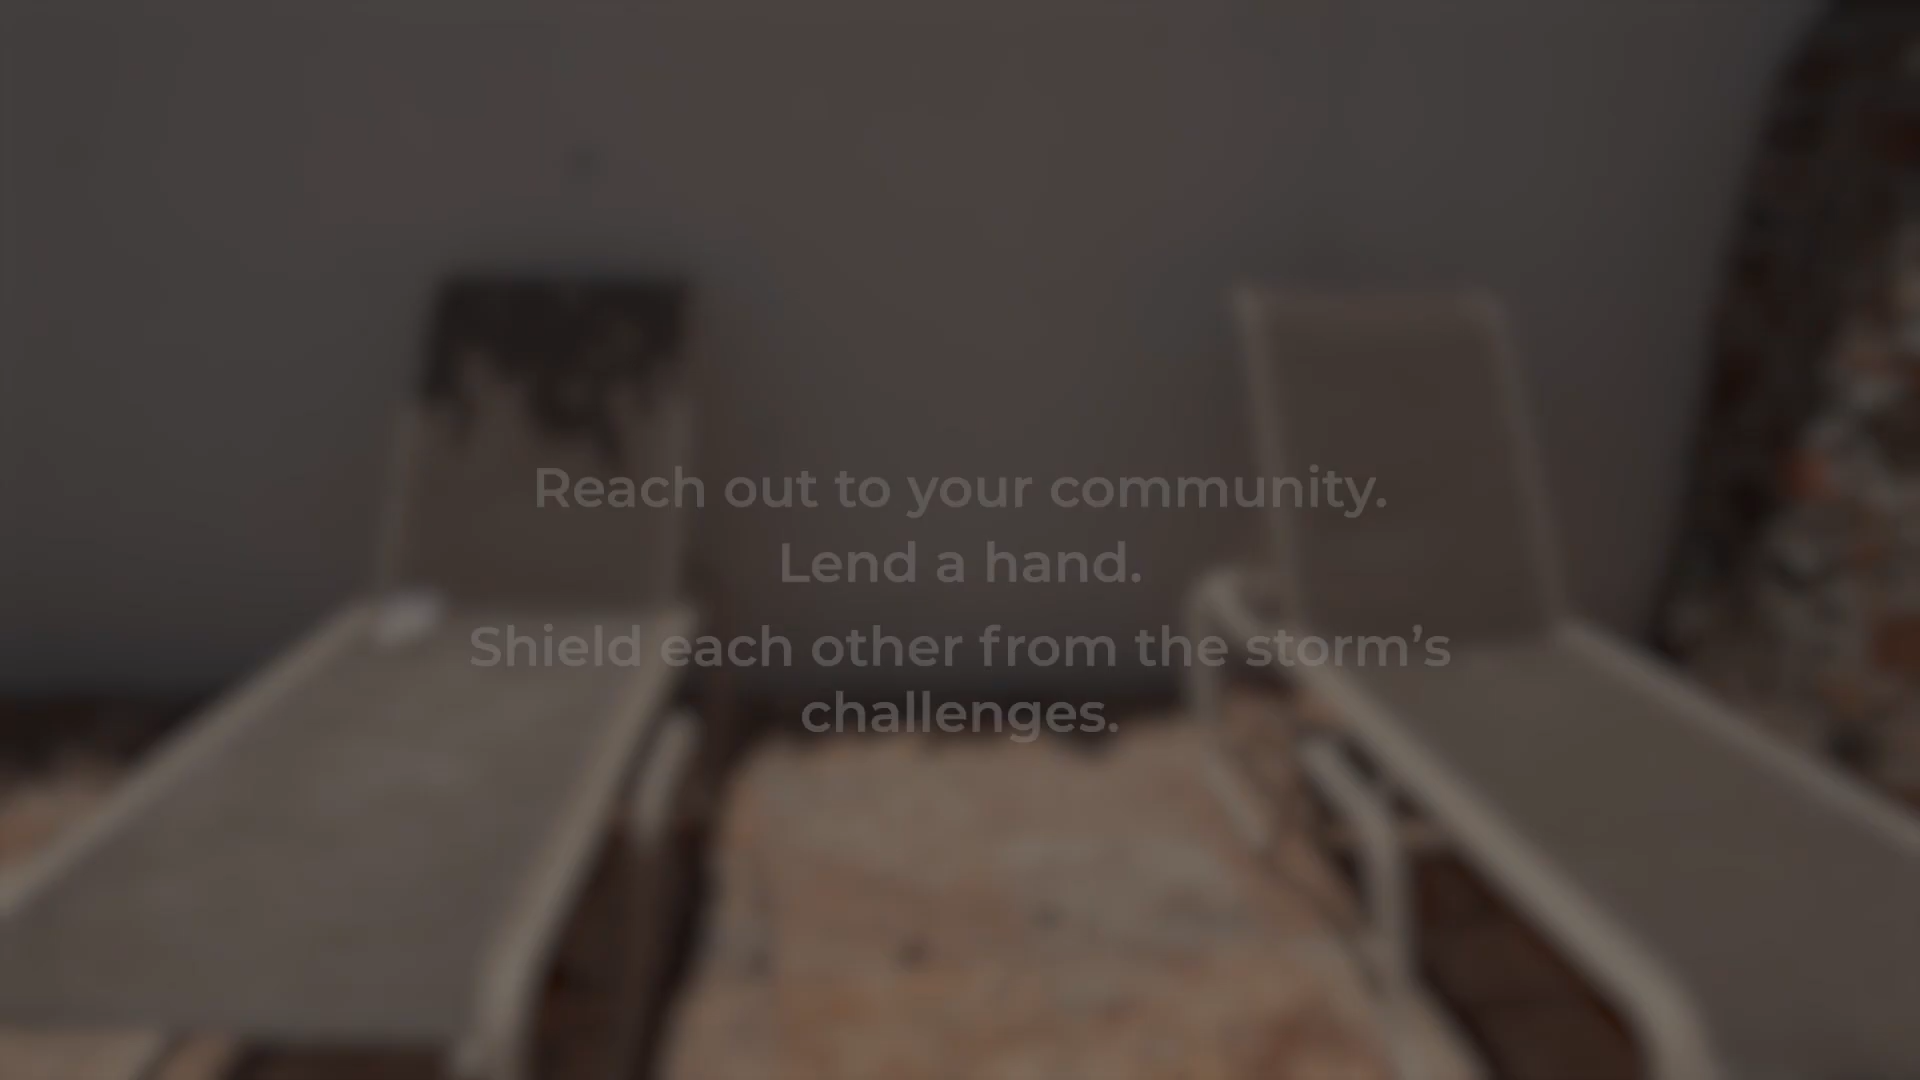 Reach out to your community.
Lend a hand.
Shield each other from the storm’s
challenges.